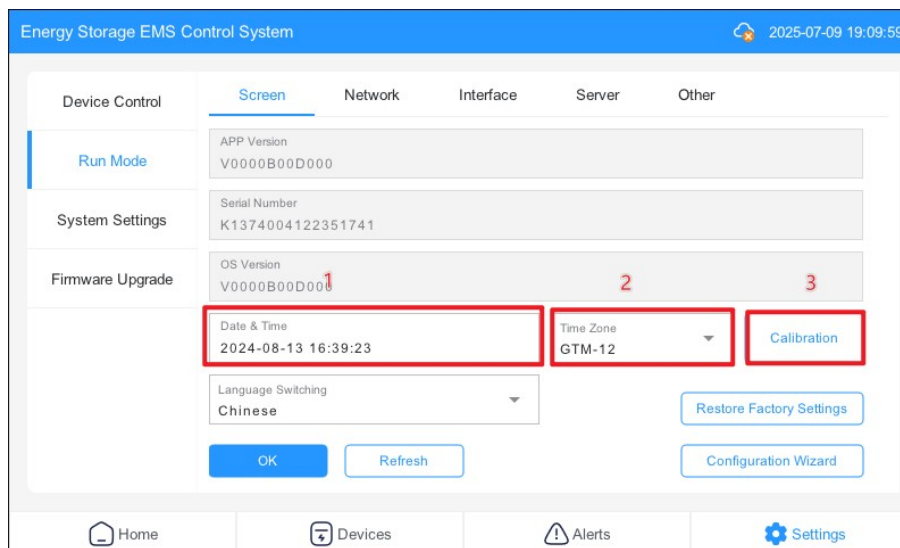 Energy Storage EMS Control System
2025-07-09 19:09:59
Device Control
Run Mode
System Settings
Firmware Upgrade
Screen Network Interface Server Other
APP Version
V0000B00D000
Serial Number
K1374004122351741
OS Version
V0000B00D000
1 2 3
Date & Time
2024-08-13 16:39:23
Time Zone
GTM-12
Calibration
Language Switching
Chinese
Restore Factory Settings
OK Refresh Configuration Wizard
Home Devices Alerts Settings